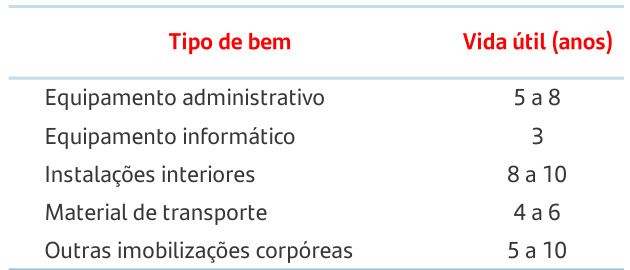 Tipo de bem Vida útil (anos)
Equipamento administrativo 5 a 8
Equipamento informático 3
Instalações interiores 8 a 10
Material de transporte 4 a 6
Outras imobilizações corpóreas 5 a 10